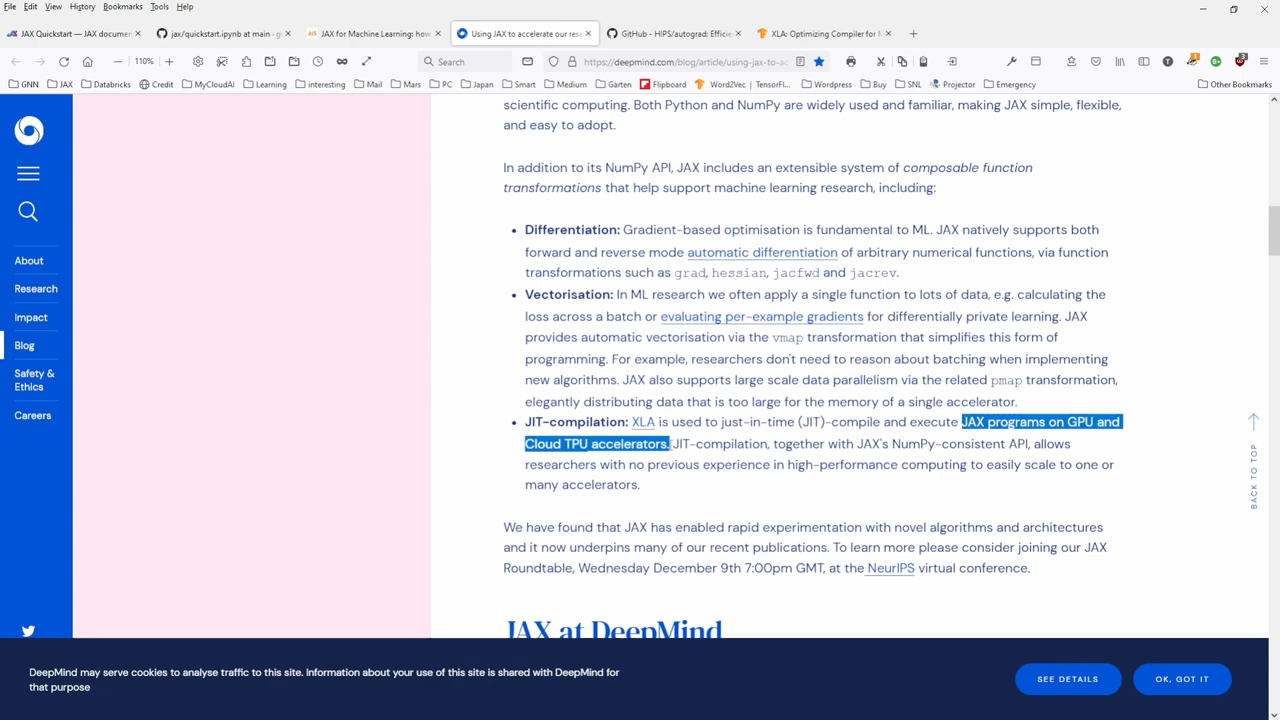 File Edit View History Bookmarks Tools Help
JAX Quickstart — JAX documen
jax/quickstart.ipynb at main · g
JAX for Machine Learning: how
Using JAX to accelerate our rese
GitHub - HIPS/autograd: Efficie
XLA: Optimizing Compiler for M
110%
Search
https://deepmind.com/blog/article/using-jax-to-ac
GNN JAX Databricks Credit MyCloudAI Learning interesting Mail Mars PC Japan Smart Medium Garten Flipboard Word2Vec | TensorFl... Wordpress Buy SNL Projector Emergency Other Bookmarks
scientific computing. Both Python and NumPy are widely used and familiar, making JAX simple, flexible,
and easy to adopt.
In addition to its NumPy API, JAX includes an extensible system of composable function
transformations that help support machine learning research, including:
• Differentiation: Gradient-based optimisation is fundamental to ML. JAX natively supports both
forward and reverse mode automatic differentiation of arbitrary numerical functions, via function
transformations such as grad, hessian, jacfwd and jacrev.
• Vectorisation: In ML research we often apply a single function to lots of data, e.g. calculating the
loss across a batch or evaluating per-example gradients for differentially private learning. JAX
provides automatic vectorisation via the vmap transformation that simplifies this form of
programming. For example, researchers don't need to reason about batching when implementing
new algorithms. JAX also supports large scale data parallelism via the related pmap transformation,
elegantly distributing data that is too large for the memory of a single accelerator.
• JIT-compilation: XLA is used to just-in-time (JIT)-compile and execute JAX programs on GPU and
Cloud TPU accelerators. JIT-compilation, together with JAX's NumPy-consistent API, allows
researchers with no previous experience in high-performance computing to easily scale to one or
many accelerators.
We have found that JAX has enabled rapid experimentation with novel algorithms and architectures
and it now underpins many of our recent publications. To learn more please consider joining our JAX
Roundtable, Wednesday December 9th 7:00pm GMT, at the NeurIPS virtual conference.
JAX at DeepMind
About
Research
Impact
Blog
Safety &
Ethics
Careers
BACK TO TOP
DeepMind may serve cookies to analyse traffic to this site. Information about your use of this site is shared with DeepMind for
that purpose
SEE DETAILS
OK, GOT IT